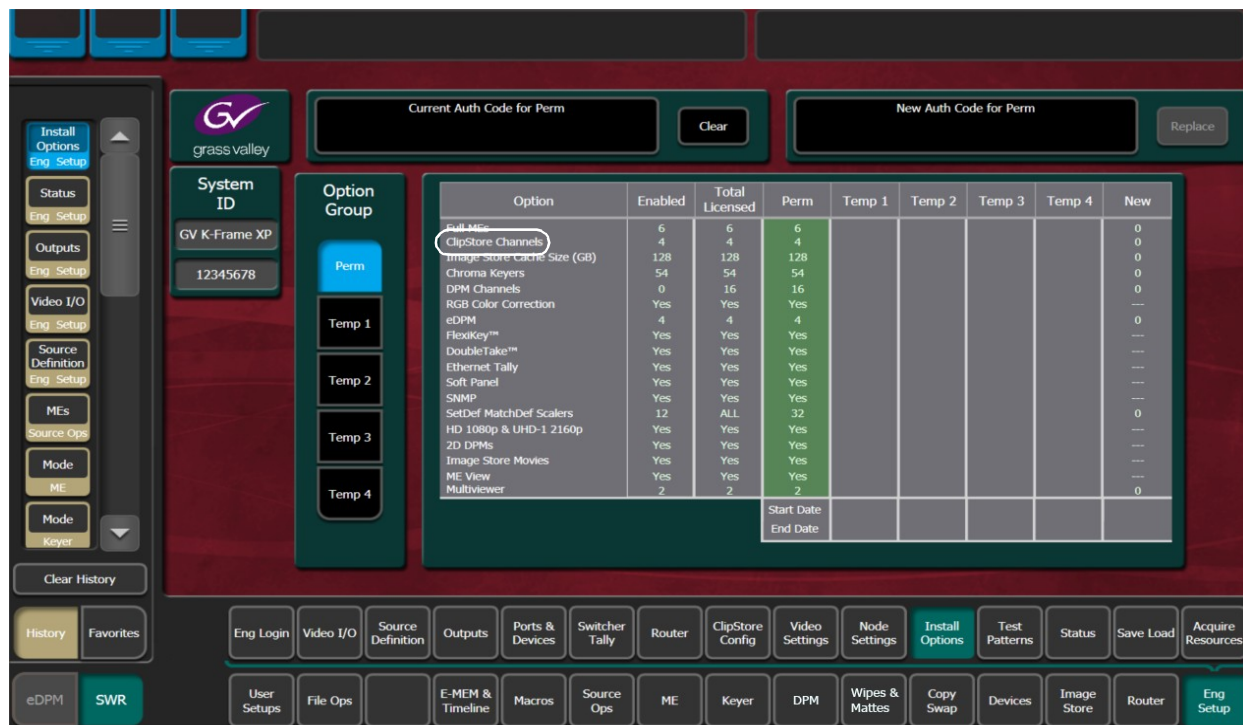 Current Auth Code for Perm
Clear
New Auth Code for Perm
Replace
Install
Options
Eng Setup
Status
Eng Setup
Outputs
Eng Setup
Video I/O
Eng Setup
Source
Definition
Eng Setup
MEs
Source Ops
Mode
ME
Mode
Keyer
Clear History
History
Favorites
eDPM
SWR
GV
grass valley
System
ID
GV K-Frame XP
12345678
Option
Group
Perm
Temp 1
Temp 2
Temp 3
Temp 4
Option Enabled Total Licensed Perm Temp 1 Temp 2 Temp 3 Temp 4 New
Full MEs 6 6 6 0
ClipStore Channels 4 4 4 0
Image Store Cache Size (GB) 128 128 128 0
Chroma Keyers 54 54 54 0
DPM Channels 0 16 16 0
RGB Color Correction Yes Yes Yes ---
eDPM 4 4 4 0
FlexiKey™ Yes Yes Yes ---
DoubleTake™ Yes Yes Yes ---
Ethernet Tally Yes Yes Yes ---
Soft Panel Yes Yes Yes ---
SNMP Yes Yes Yes ---
SetDef MatchDef Scalers 12 ALL 32 0
HD 1080p & UHD-1 2160p Yes Yes Yes ---
2D DPMs Yes Yes Yes ---
Image Store Movies Yes Yes Yes ---
ME View Yes Yes Yes ---
Multiviewer 2 2 2 0
Start Date
End Date
Eng Login
Video I/O
Source
Definition
Outputs
Ports &
Devices
Switcher
Tally
Router
ClipStore
Config
Video
Settings
Node
Settings
Install
Options
Test
Patterns
Status
Save Load
Acquire
Resources
User
Setups
File Ops
E-MEM &
Timeline
Macros
Source
Ops
ME
Keyer
DPM
Wipes &
Mattes
Copy
Swap
Devices
Image
Store
Router
Eng
Setup